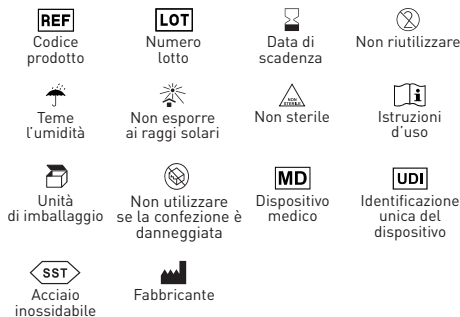 REF
LOT
Codice
prodotto
Numero
lotto
Data di
scadenza
Non riutilizzare
2
NON
STERILE
i
Teme
l'umidità
Non esporre
ai raggi solari
Non sterile
Istruzioni
d'uso
MD
UDI
Unità
di imballaggio
Non utilizzare
se la confezione è
danneggiata
Dispositivo
medico
Identificazione
unica del
dispositivo
SST
Acciaio
inossidabile
Fabbricante